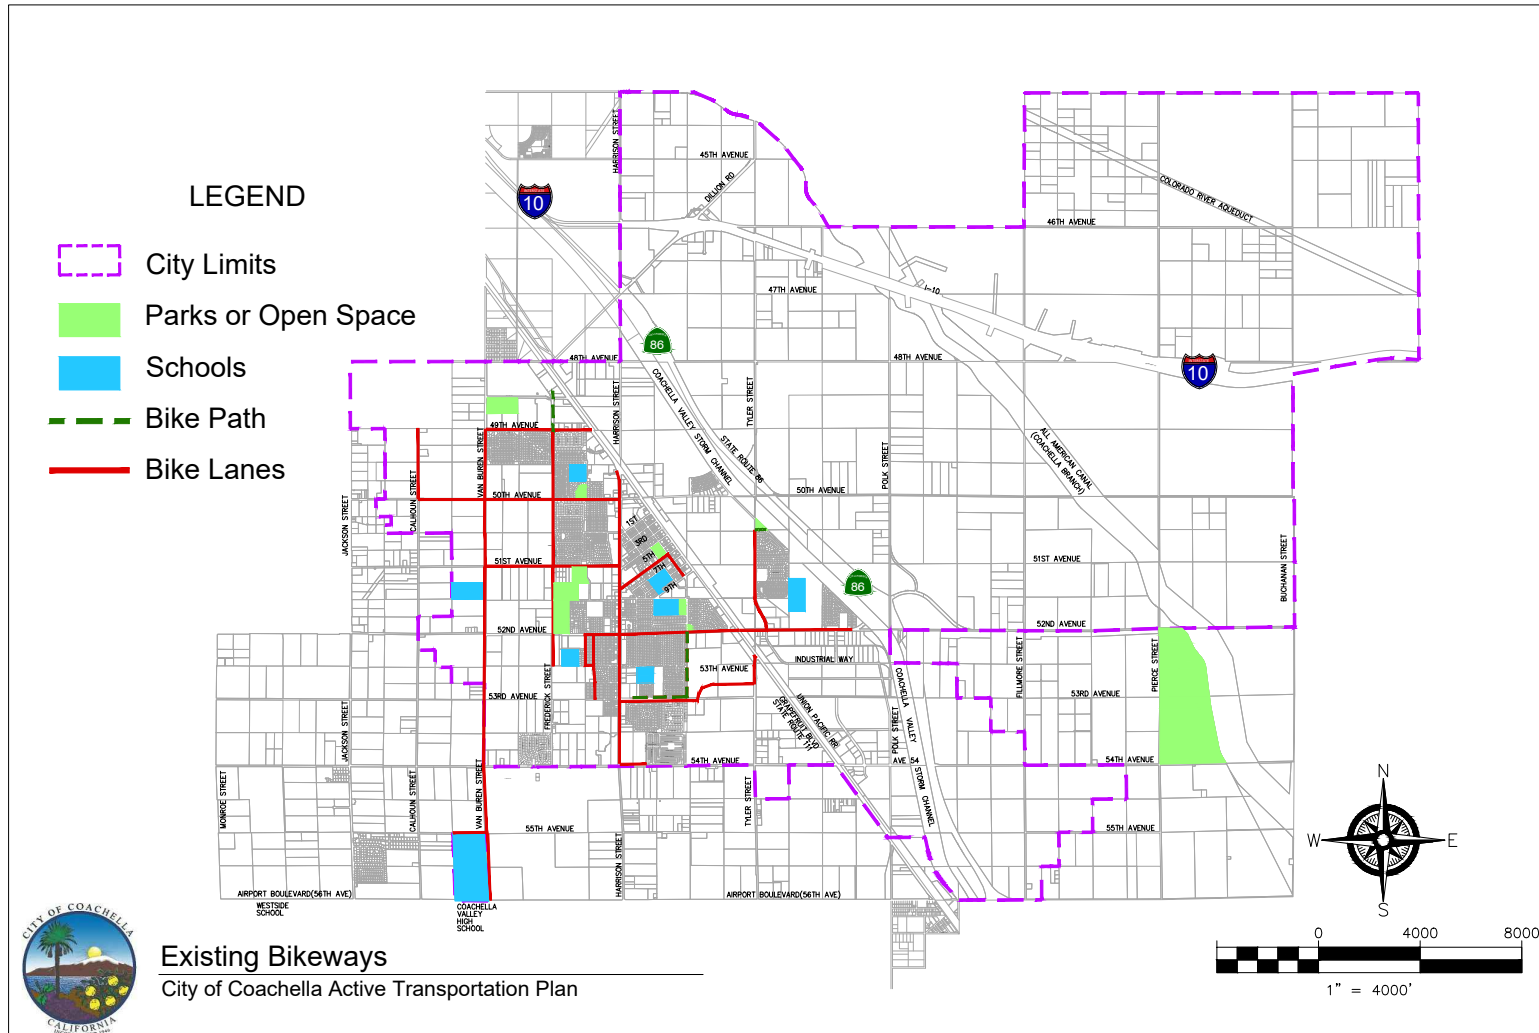 LEGEND
City Limits
Parks or Open Space
Schools
Bike Path
Bike Lanes
HARRISON STREET
45TH AVENUE
DILLION RD
10
COLORADO RIVER AQUEDUCT
46TH AVENUE
47TH AVENUE
I-10
86
48TH AVENUE
48TH AVENUE
10
HARRISON STREET
COACHELLA VALLEY STORM CHANNEL
TYLER STREET
STATE ROUTE 86
49TH AVENUE
VAN BUREN STREET
POLK STREET
ALL AMERICAN CANAL
(COACHELLA BRANCH)
50TH AVENUE
50TH AVENUE
CALHOUN STREET
JACKSON STREET
1ST
3RD
5TH
7TH
9TH
51ST AVENUE
51ST AVENUE
86
BUCHANAN STREET
52ND AVENUE
52ND AVENUE
INDUSTRIAL WAY
53TH AVENUE
FREDERICK STREET
53RD AVENUE
53RD AVENUE
FILLMORE STREET
PIERCE STREET
COACHELLA VALLEY
STORM CHANNEL
POLK STREET
UNION PACIFIC RR
GRAPEFRUIT BLVD
STATE ROUTE 111
JACKSON STREET
54TH AVENUE
AVE 54
54TH AVENUE
MONROE STREET
CALHOUN STREET
VAN BUREN STREET
TYLER STREET
55TH AVENUE
55TH AVENUE
HARRISON STREET
AIRPORT BOULEVARD(56TH AVE)
AIRPORT BOULEVARD(56TH AVE)
WESTSIDE
SCHOOL
COACHELLA
VALLEY
HIGH
SCHOOL
N
W
E
S
0 4000 8000
1" = 4000'
CITY OF COACHELLA
CALIFORNIA
Existing Bikeways
City of Coachella Active Transportation Plan